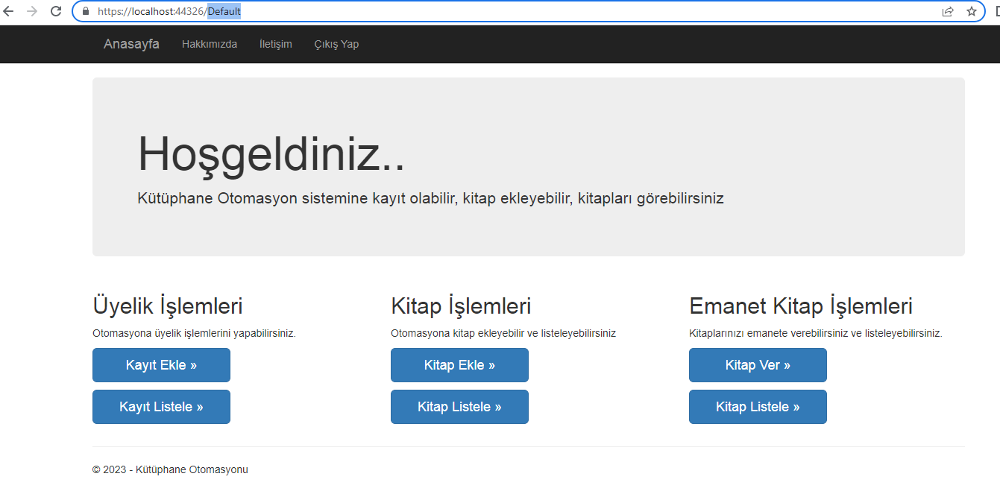 https://localhost:44326/Default
Anasayfa Hakkımızda İletişim Çıkış Yap
Hoşgeldiniz..
Kütüphane Otomasyon sistemine kayıt olabilir, kitap ekleyebilir, kitapları görebilirsiniz
Üyelik İşlemleri
Otomasyona üyelik işlemlerini yapabilirsiniz.
Kayıt Ekle »
Kayıt Listele »
Kitap İşlemleri
Otomasyona kitap ekleyebilir ve listeleyebilirsiniz
Kitap Ekle »
Kitap Listele »
Emanet Kitap İşlemleri
Kitaplarınızı emanete verebilirsiniz ve listeleyebilirsiniz.
Kitap Ver »
Kitap Listele »
© 2023 - Kütüphane Otomasyonu